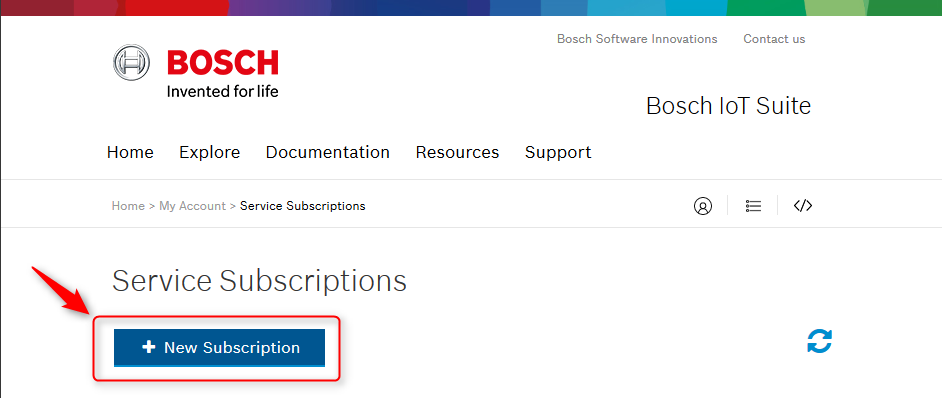 Bosch Software Innovations Contact us
BOSCH
Invented for life
Bosch IoT Suite
Home Explore Documentation Resources Support
Home > My Account > Service Subscriptions
Service Subscriptions
+ New Subscription